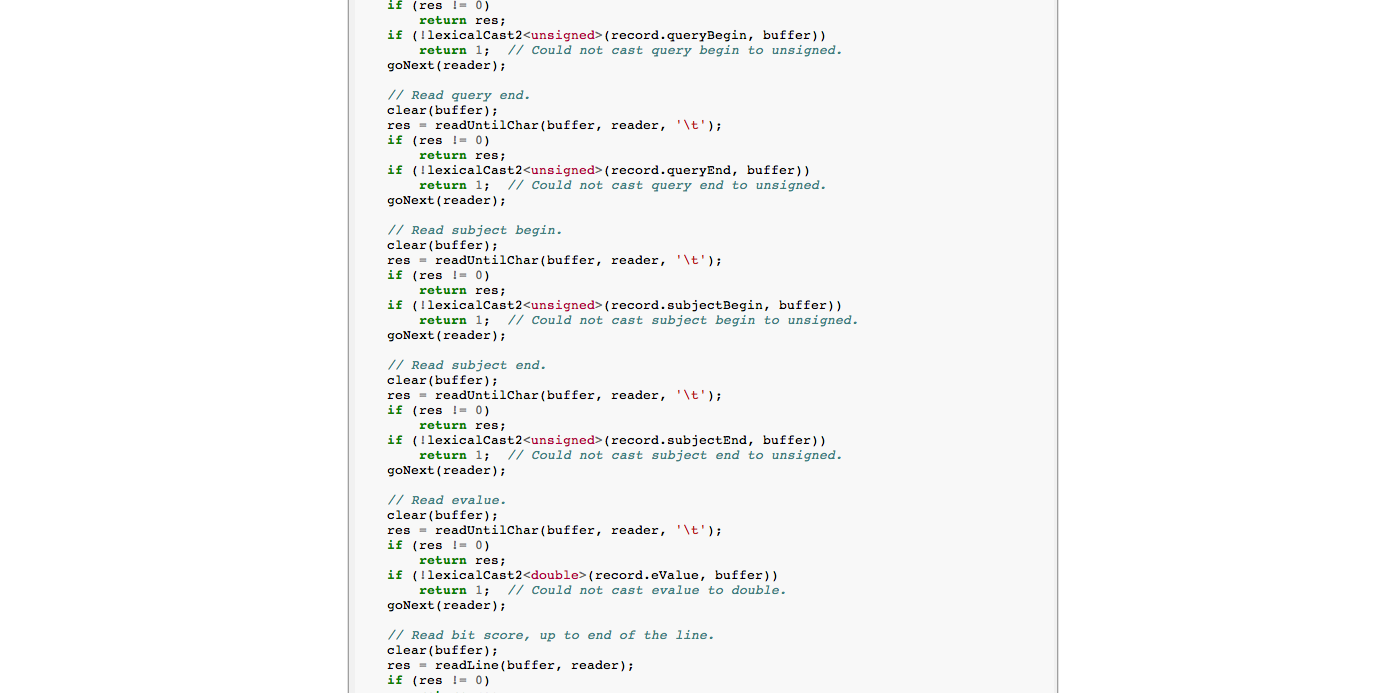 if (res != 0)
    return res;
if (!lexicalCast2<unsigned>(record.queryBegin, buffer))
    return 1;  // Could not cast query begin to unsigned.
goNext(reader);

// Read query end.
clear(buffer);
res = readUntilChar(buffer, reader, '\t');
if (res != 0)
    return res;
if (!lexicalCast2<unsigned>(record.queryEnd, buffer))
    return 1;  // Could not cast query end to unsigned.
goNext(reader);

// Read subject begin.
clear(buffer);
res = readUntilChar(buffer, reader, '\t');
if (res != 0)
    return res;
if (!lexicalCast2<unsigned>(record.subjectBegin, buffer))
    return 1;  // Could not cast subject begin to unsigned.
goNext(reader);

// Read subject end.
clear(buffer);
res = readUntilChar(buffer, reader, '\t');
if (res != 0)
    return res;
if (!lexicalCast2<unsigned>(record.subjectEnd, buffer))
    return 1;  // Could not cast subject end to unsigned.
goNext(reader);

// Read evalue.
clear(buffer);
res = readUntilChar(buffer, reader, '\t');
if (res != 0)
    return res;
if (!lexicalCast2<double>(record.eValue, buffer))
    return 1;  // Could not cast evalue to double.
goNext(reader);

// Read bit score, up to end of the line.
clear(buffer);
res = readLine(buffer, reader);
if (res != 0)